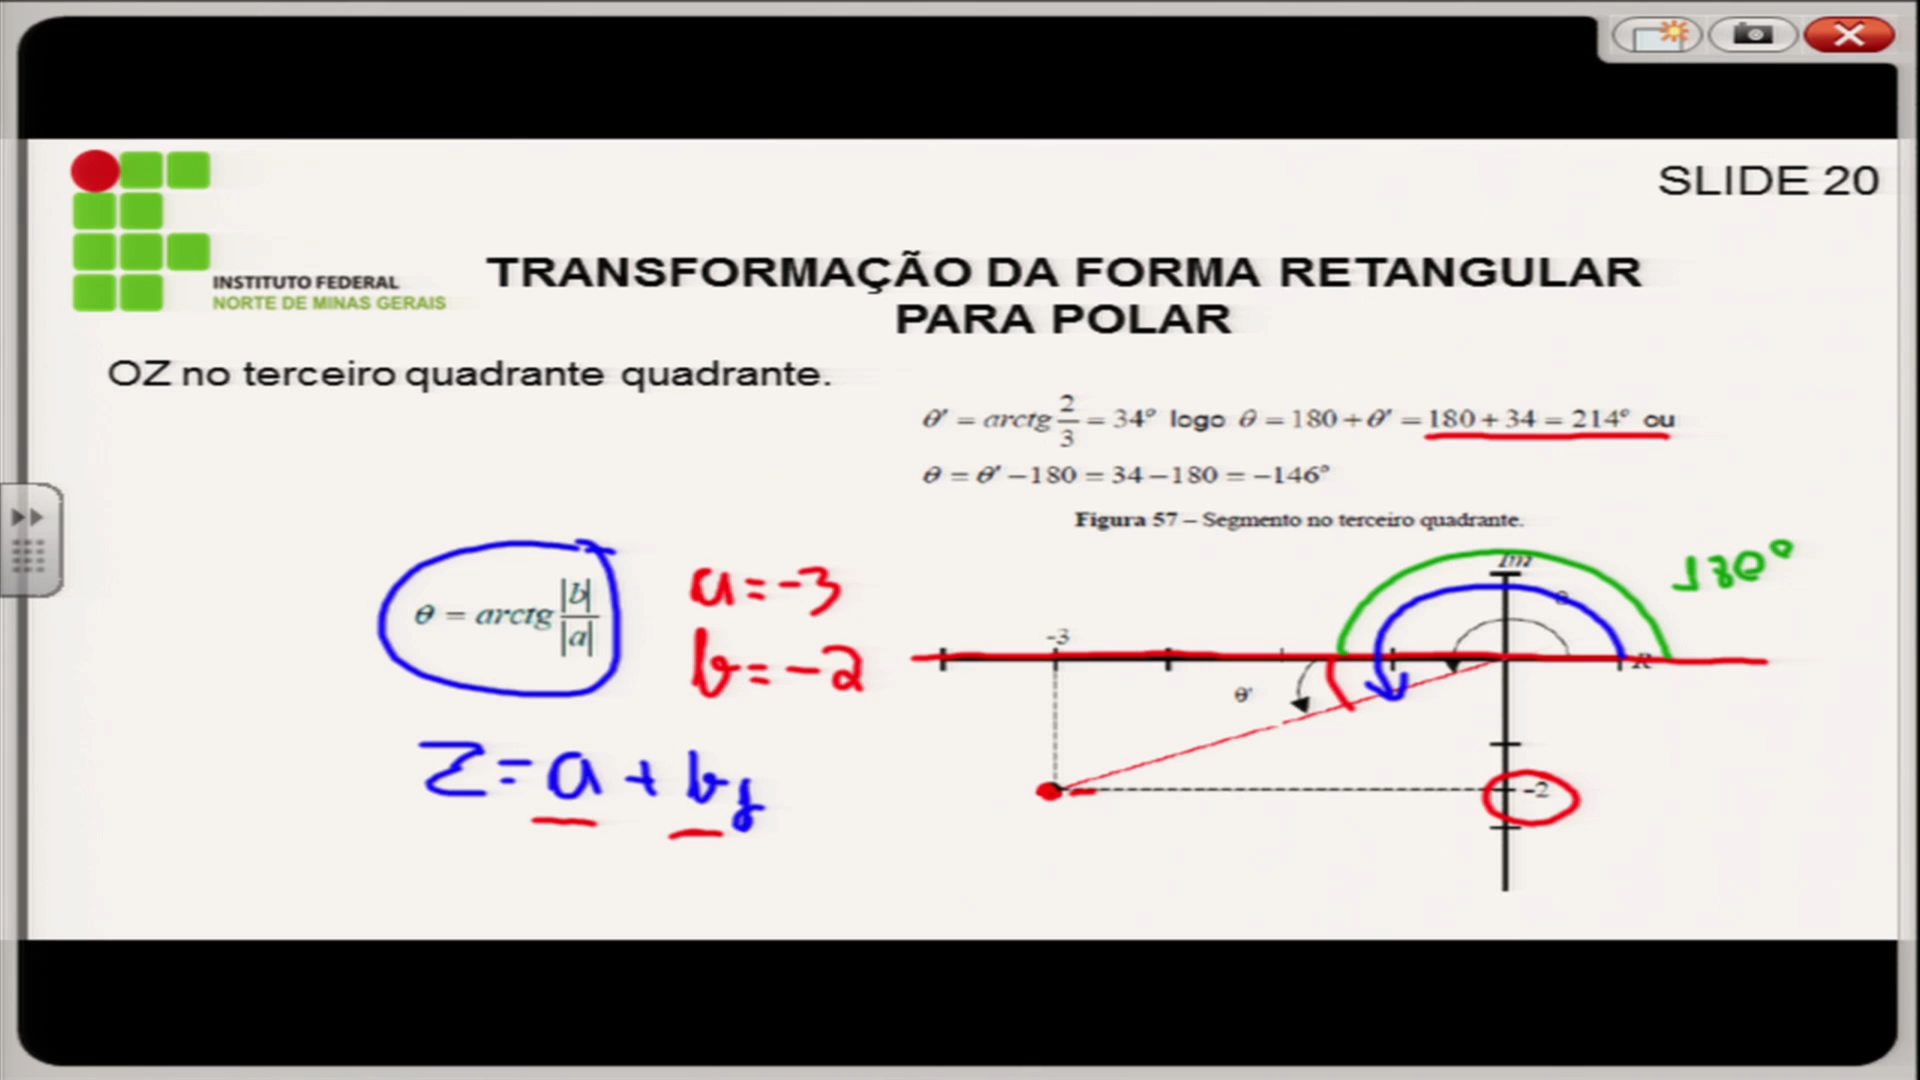 SLIDE 20
INSTITUTO FEDERAL
NORTE DE MINAS GERAIS
TRANSFORMAÇÃO DA FORMA RETANGULAR
PARA POLAR
OZ no terceiro quadrante quadrante.
θ' = arctg 2/3 = 34° logo θ = 180 + θ' = 180 + 34 = 214° ou
θ = θ' − 180 = 34 − 180 = −146°
Figura 57 – Segmento no terceiro quadrante.
θ = arctg |b|/|a|
a = -3
b = -2
Z = a + bj
Im
180°
-3
R
θ'
-2